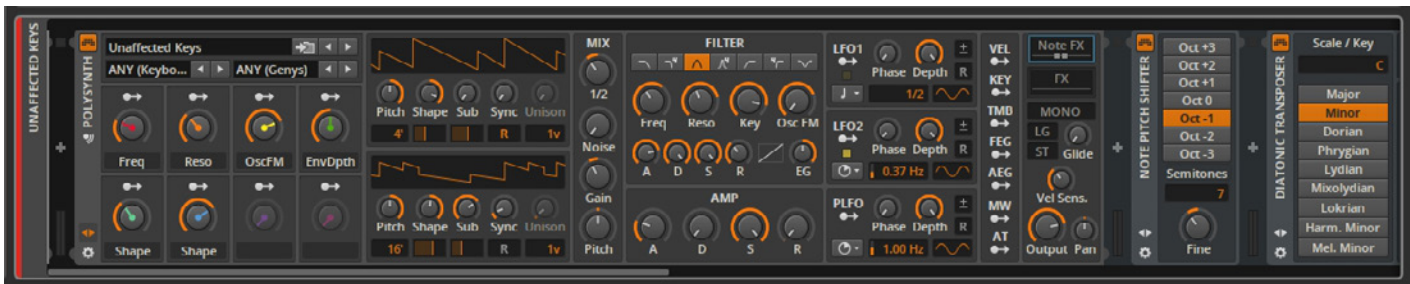 UNAFFECTED KEYS
POLYSYNTH
Unaffected Keys
ANY (Keybo... ANY (Genys)
Freq Reso OscFM EnvDpth
Shape Shape
Pitch Shape Sub Sync Unison
4' R 1v
Pitch Shape Sub Sync Unison
16' R 1v
MIX
1/2
Noise
Gain
Pitch
FILTER
Freq Reso Key Osc FM
A D S R EG
AMP
A D S R
LFO1
Phase Depth ± R
1/2
LFO2
Phase Depth ± R
0.37 Hz
PLFO
Phase Depth ± R
1.00 Hz
VEL
KEY
TMB
FEG
AEG
MW
AT
Note FX
FX
MONO
LG
ST Glide
Vel Sens.
Output Pan
NOTE PITCH SHIFTER
Oct +3
Oct +2
Oct +1
Oct 0
Oct -1
Oct -2
Oct -3
Semitones
7
Fine
DIATONIC TRANSPOSER
Scale / Key
C
Major
Minor
Dorian
Phrygian
Lydian
Mixolydian
Lokrian
Harm. Minor
Mel. Minor